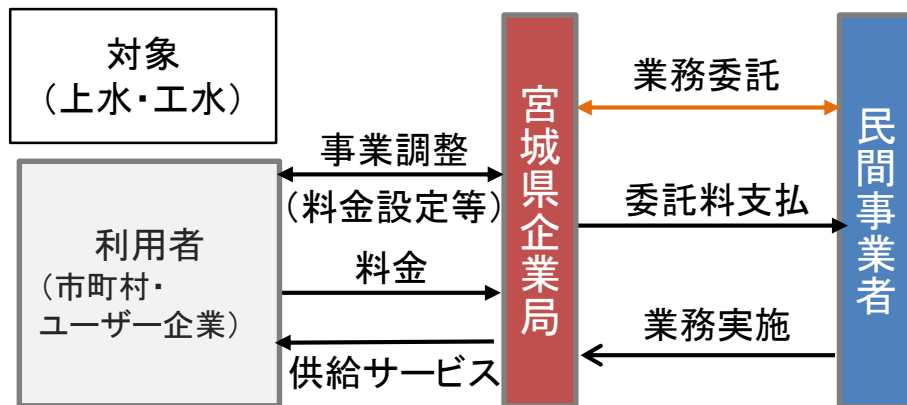 対象
（上水・工水）
利用者
（市町村・
ユーザー企業）
事業調整
（料金設定等）
料金
供給サービス
宮城県企業局
業務委託
委託料支払
業務実施
民間事業者